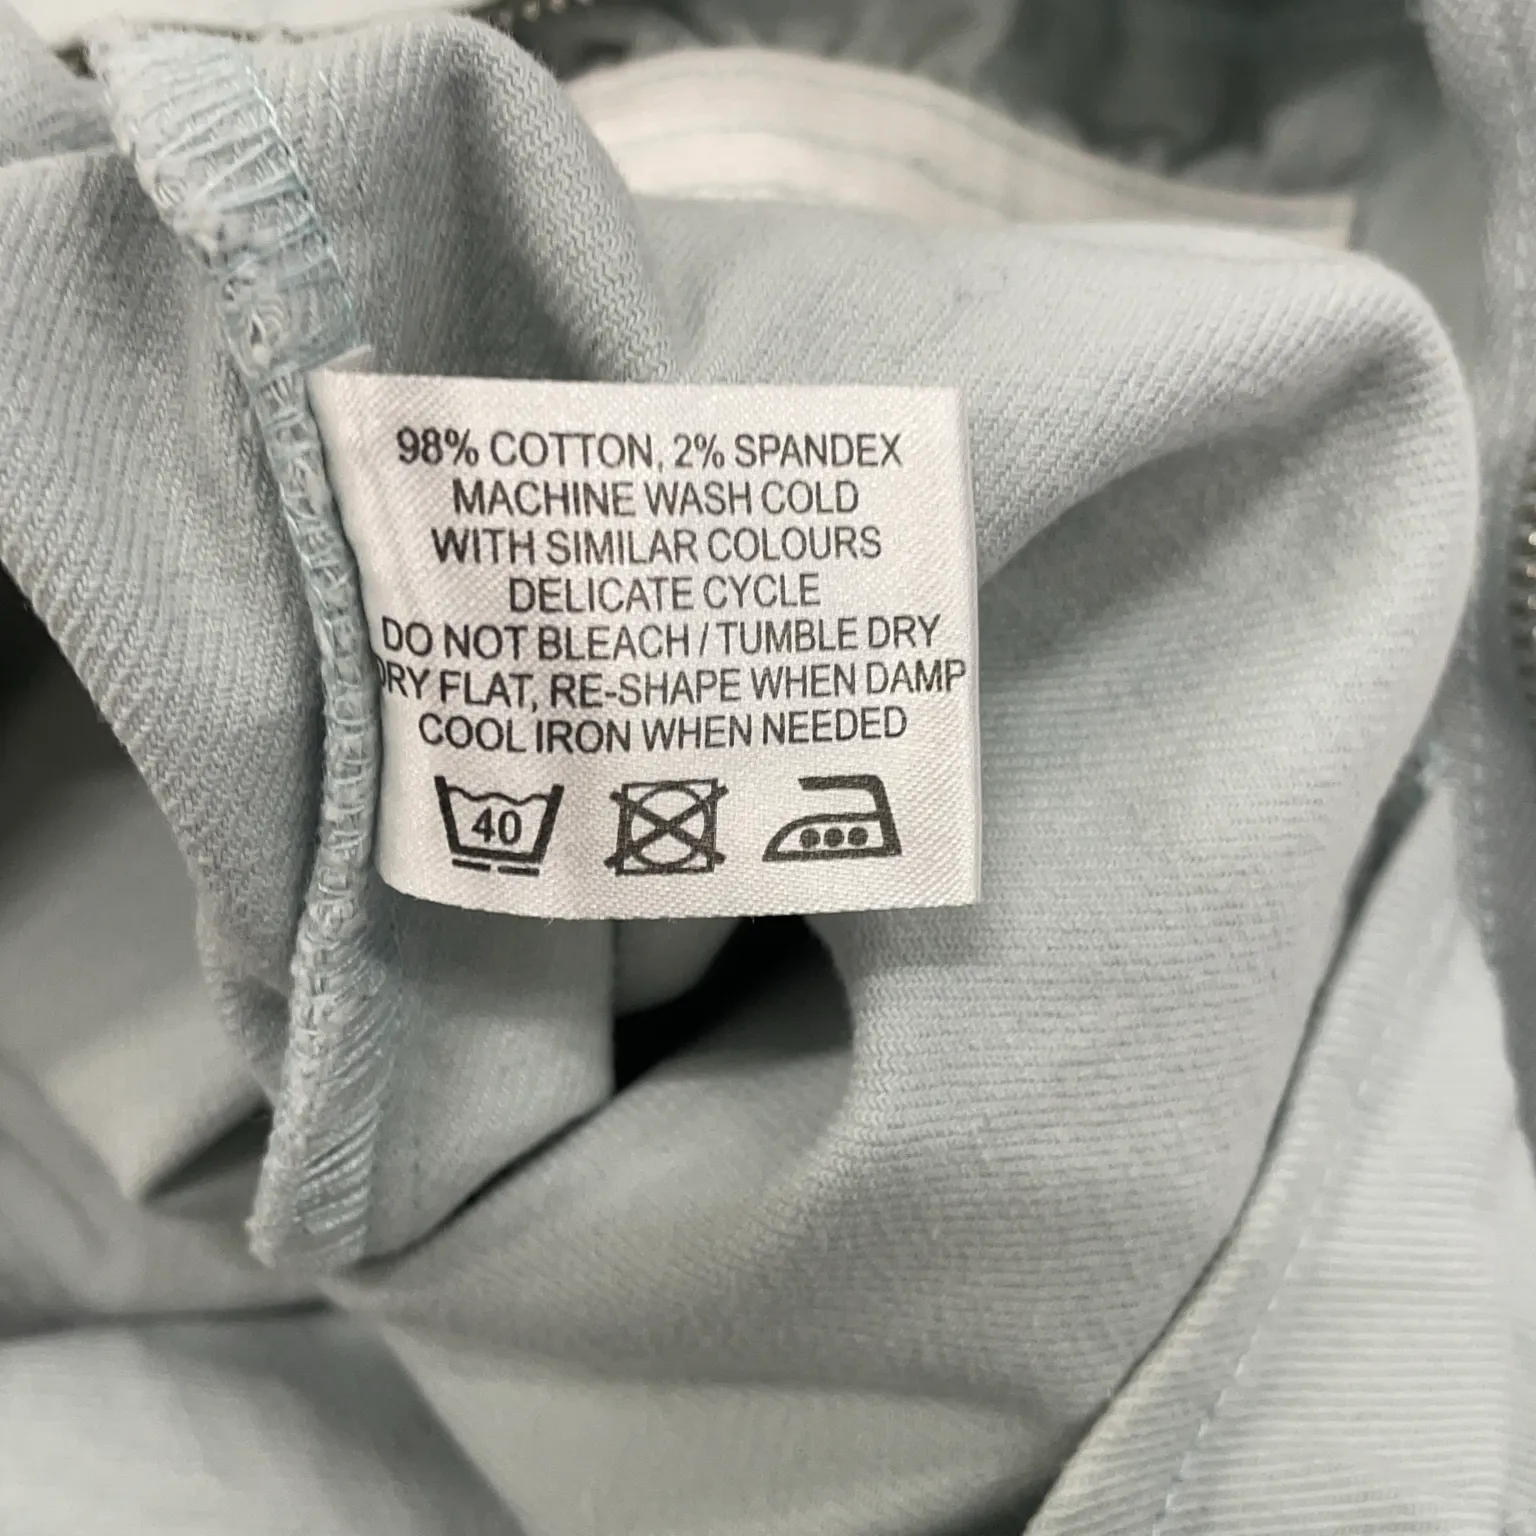 98% COTTON, 2% SPANDEX
MACHINE WASH COLD
WITH SIMILAR COLOURS
DELICATE CYCLE
DO NOT BLEACH / TUMBLE DRY
DRY FLAT, RE-SHAPE WHEN DAMP
COOL IRON WHEN NEEDED
40